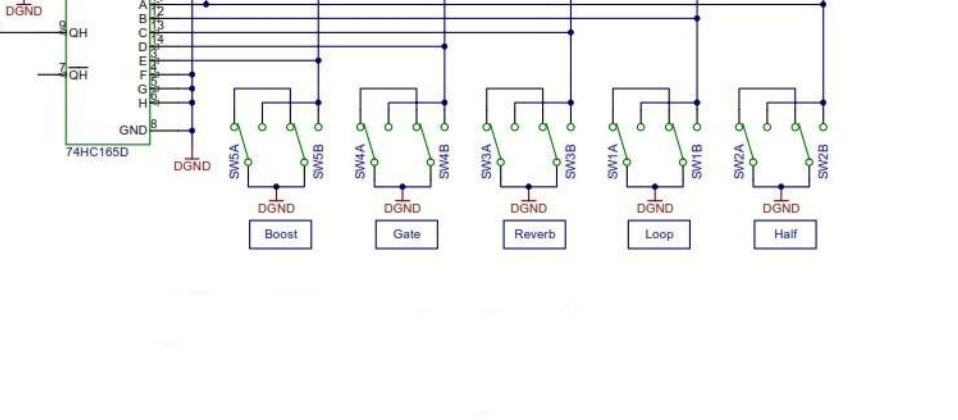 DGND
A
B 12
C 13
D 14
E 3
F 4
G 5
H 6
9 QH
7 QH
GND 8
74HC165D
DGND
SW5A SW5B SW4A SW4B SW3A SW3B SW1A SW1B SW2A SW2B
DGND DGND DGND DGND DGND
Boost Gate Reverb Loop Half